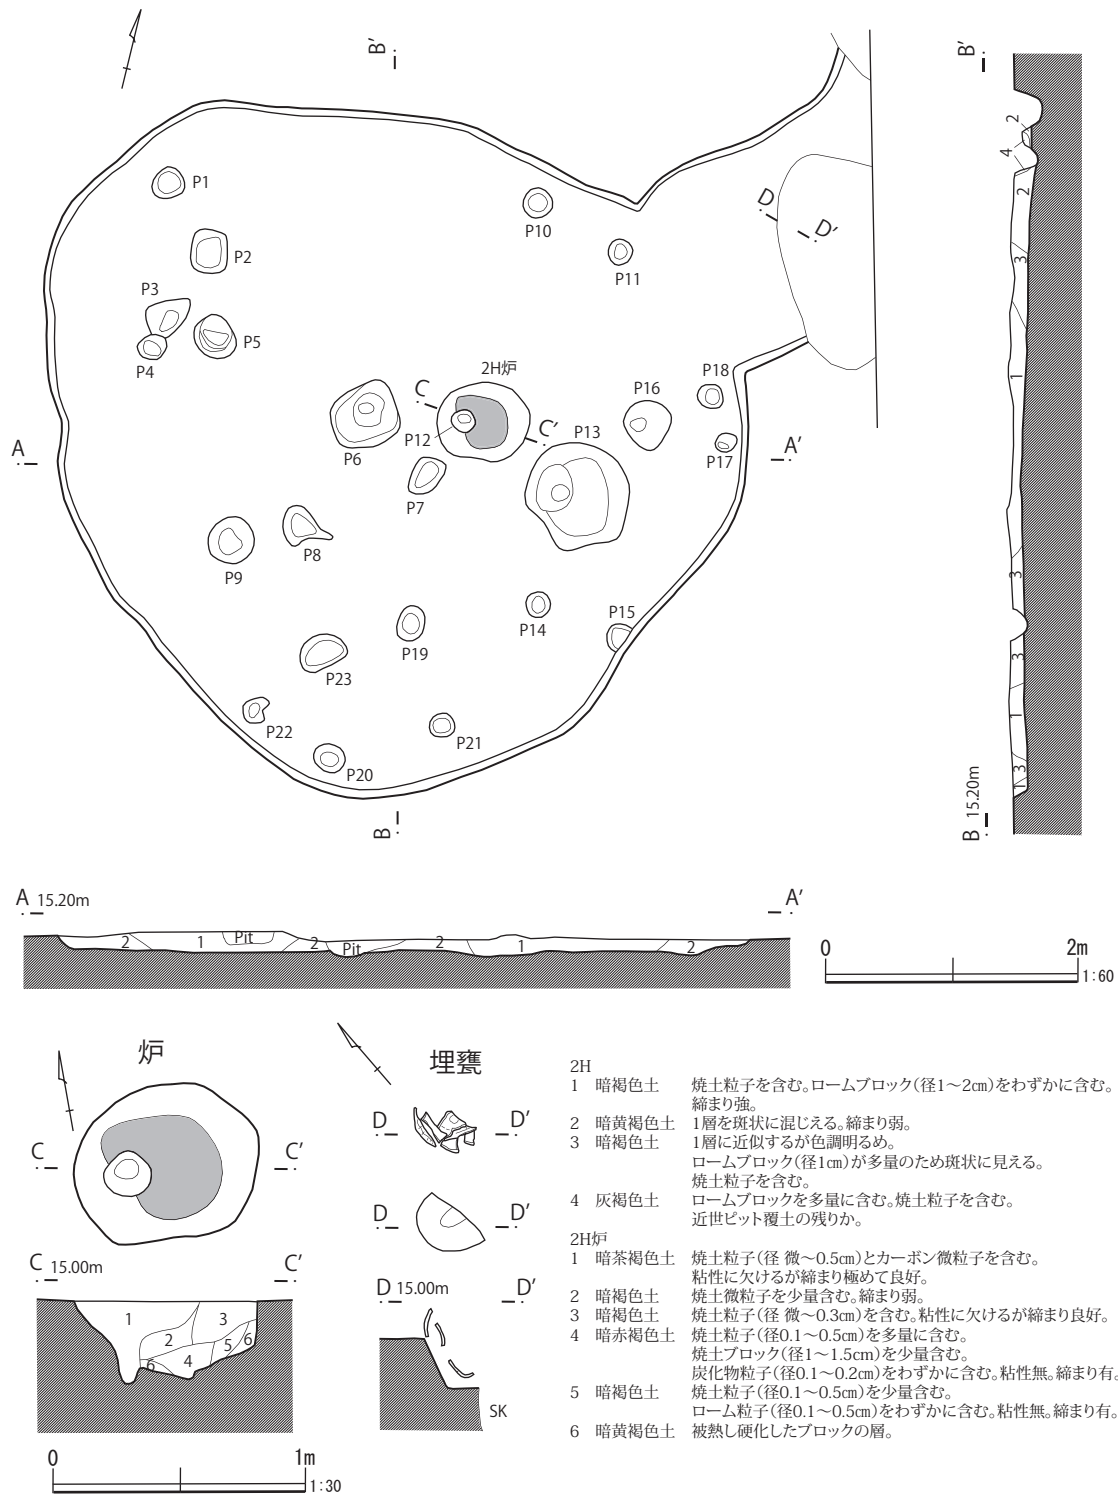 B′
B′
P1
P2
P3
P4
P5
P10
P11
D
D′
2H炉
C
C′
P12
P6
P7
P8
P9
P13
P16
P18
P17
A
A′
P14
P15
P19
P23
P22
P20
P21
B
2
4
2
3
1
3
3
1
3
1
B 15.20m
A 15.20m
A′
2
1
Pit
2
Pit
2
1
2
0
2m
1:60
炉
C
C′
C 15.00m
C′
1
2
3
4
5
6
6
0
1m
1:30
埋甕
D
D′
D
D′
D 15.00m
D′
SK
2H
1 暗褐色土 焼土粒子を含む。ロームブロック（径1〜2㎝）をわずかに含む。
締まり強。
2 暗黄褐色土 1層を斑状に混じえる。締まり弱。
3 暗褐色土 1層に近似するが色調明るめ。
ロームブロック（径1㎝）が多量のため斑状に見える。
焼土粒子を含む。
4 灰褐色土 ロームブロックを多量に含む。焼土粒子を含む。
近世ピット覆土の残りか。
2H炉
1 暗茶褐色土 焼土粒子（径 微〜0.5㎝）とカーボン微粒子を含む。
粘性に欠けるが締まり極めて良好。
2 暗褐色土 焼土微粒子を少量含む。締まり弱。
3 暗褐色土 焼土粒子（径 微〜0.3㎝）を含む。粘性に欠けるが締まり良好。
4 暗赤褐色土 焼土粒子（径0.1〜0.5㎝）を多量に含む。
焼土ブロック（径1〜1.5cm）を少量含む。
炭化物粒子（径0.1〜0.2㎝）をわずかに含む。粘性無。締まり有。
5 暗褐色土 焼土粒子（径0.1〜0.5㎝）を少量含む。
ローム粒子（径0.1〜0.5㎝）をわずかに含む。粘性無。締まり有。
6 暗黄褐色土 被熱し硬化したブロックの層。